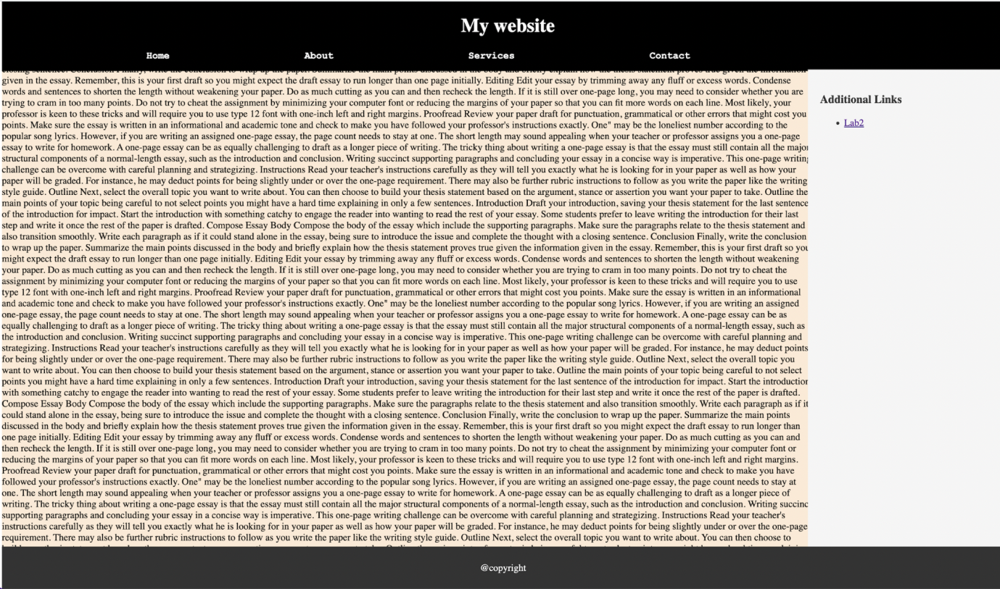 My website
Home About Services Contact
closing sentence. Conclusion Finally, write the conclusion to wrap up the paper. Summarize the main points discussed in the body and briefly explain how the thesis statement proves true given the information
given in the essay. Remember, this is your first draft so you might expect the draft essay to run longer than one page initially. Editing Edit your essay by trimming away any fluff or excess words. Condense
words and sentences to shorten the length without weakening your paper. Do as much cutting as you can and then recheck the length. If it is still over one-page long, you may need to consider whether you are
trying to cram in too many points. Do not try to cheat the assignment by minimizing your computer font or reducing the margins of your paper so that you can fit more words on each line. Most likely, your
professor is keen to these tricks and will require you to use type 12 font with one-inch left and right margins. Proofread Review your paper draft for punctuation, grammatical or other errors that might cost you
points. Make sure the essay is written in an informational and academic tone and check to make you have followed your professor's instructions exactly. One" may be the loneliest number according to the
popular song lyrics. However, if you are writing an assigned one-page essay, the page count needs to stay at one. The short length may sound appealing when your teacher or professor assigns you a one-page
essay to write for homework. A one-page essay can be as equally challenging to draft as a longer piece of writing. The tricky thing about writing a one-page essay is that the essay must still contain all the major
structural components of a normal-length essay, such as the introduction and conclusion. Writing succinct supporting paragraphs and concluding your essay in a concise way is imperative. This one-page writing
challenge can be overcome with careful planning and strategizing. Instructions Read your teacher's instructions carefully as they will tell you exactly what he is looking for in your paper as well as how your
paper will be graded. For instance, he may deduct points for being slightly under or over the one-page requirement. There may also be further rubric instructions to follow as you write the paper like the writing
style guide. Outline Next, select the overall topic you want to write about. You can then choose to build your thesis statement based on the argument, stance or assertion you want your paper to take. Outline the
main points of your topic being careful to not select points you might have a hard time explaining in only a few sentences. Introduction Draft your introduction, saving your thesis statement for the last sentence
of the introduction for impact. Start the introduction with something catchy to engage the reader into wanting to read the rest of your essay. Some students prefer to leave writing the introduction for their last
step and write it once the rest of the paper is drafted. Compose Essay Body Compose the body of the essay which include the supporting paragraphs. Make sure the paragraphs relate to the thesis statement and
also transition smoothly. Write each paragraph as if it could stand alone in the essay, being sure to introduce the issue and complete the thought with a closing sentence. Conclusion Finally, write the conclusion
to wrap up the paper. Summarize the main points discussed in the body and briefly explain how the thesis statement proves true given the information given in the essay. Remember, this is your first draft so you
might expect the draft essay to run longer than one page initially. Editing Edit your essay by trimming away any fluff or excess words. Condense words and sentences to shorten the length without weakening
your paper. Do as much cutting as you can and then recheck the length. If it is still over one-page long, you may need to consider whether you are trying to cram in too many points. Do not try to cheat the
assignment by minimizing your computer font or reducing the margins of your paper so that you can fit more words on each line. Most likely, your professor is keen to these tricks and will require you to use
type 12 font with one-inch left and right margins. Proofread Review your paper draft for punctuation, grammatical or other errors that might cost you points. Make sure the essay is written in an informational
and academic tone and check to make you have followed your professor's instructions exactly. One" may be the loneliest number according to the popular song lyrics. However, if you are writing an assigned
one-page essay, the page count needs to stay at one. The short length may sound appealing when your teacher or professor assigns you a one-page essay to write for homework. A one-page essay can be as
equally challenging to draft as a longer piece of writing. The tricky thing about writing a one-page essay is that the essay must still contain all the major structural components of a normal-length essay, such as
the introduction and conclusion. Writing succinct supporting paragraphs and concluding your essay in a concise way is imperative. This one-page writing challenge can be overcome with careful planning and
strategizing. Instructions Read your teacher's instructions carefully as they will tell you exactly what he is looking for in your paper as well as how your paper will be graded. For instance, he may deduct points
for being slightly under or over the one-page requirement. There may also be further rubric instructions to follow as you write the paper like the writing style guide. Outline Next, select the overall topic you
want to write about. You can then choose to build your thesis statement based on the argument, stance or assertion you want your paper to take. Outline the main points of your topic being careful to not select
points you might have a hard time explaining in only a few sentences. Introduction Draft your introduction, saving your thesis statement for the last sentence of the introduction for impact. Start the introduction
with something catchy to engage the reader into wanting to read the rest of your essay. Some students prefer to leave writing the introduction for their last step and write it once the rest of the paper is drafted.
Compose Essay Body Compose the body of the essay which include the supporting paragraphs. Make sure the paragraphs relate to the thesis statement and also transition smoothly. Write each paragraph as if it
could stand alone in the essay, being sure to introduce the issue and complete the thought with a closing sentence. Conclusion Finally, write the conclusion to wrap up the paper. Summarize the main points
discussed in the body and briefly explain how the thesis statement proves true given the information given in the essay. Remember, this is your first draft so you might expect the draft essay to run longer than
one page initially. Editing Edit your essay by trimming away any fluff or excess words. Condense words and sentences to shorten the length without weakening your paper. Do as much cutting as you can and
then recheck the length. If it is still over one-page long, you may need to consider whether you are trying to cram in too many points. Do not try to cheat the assignment by minimizing your computer font or
reducing the margins of your paper so that you can fit more words on each line. Most likely, your professor is keen to these tricks and will require you to use type 12 font with one-inch left and right margins.
Proofread Review your paper draft for punctuation, grammatical or other errors that might cost you points. Make sure the essay is written in an informational and academic tone and check to make you have
followed your professor's instructions exactly. One" may be the loneliest number according to the popular song lyrics. However, if you are writing an assigned one-page essay, the page count needs to stay at
one. The short length may sound appealing when your teacher or professor assigns you a one-page essay to write for homework. A one-page essay can be as equally challenging to draft as a longer piece of
writing. The tricky thing about writing a one-page essay is that the essay must still contain all the major structural components of a normal-length essay, such as the introduction and conclusion. Writing succinc
supporting paragraphs and concluding your essay in a concise way is imperative. This one-page writing challenge can be overcome with careful planning and strategizing. Instructions Read your teacher's
instructions carefully as they will tell you exactly what he is looking for in your paper as well as how your paper will be graded. For instance, he may deduct points for being slightly under or over the one-page
requirement. There may also be further rubric instructions to follow as you write the paper like the writing style guide. Outline Next, select the overall topic you want to write about. You can then choose to
Additional Links
Lab2
@copyright